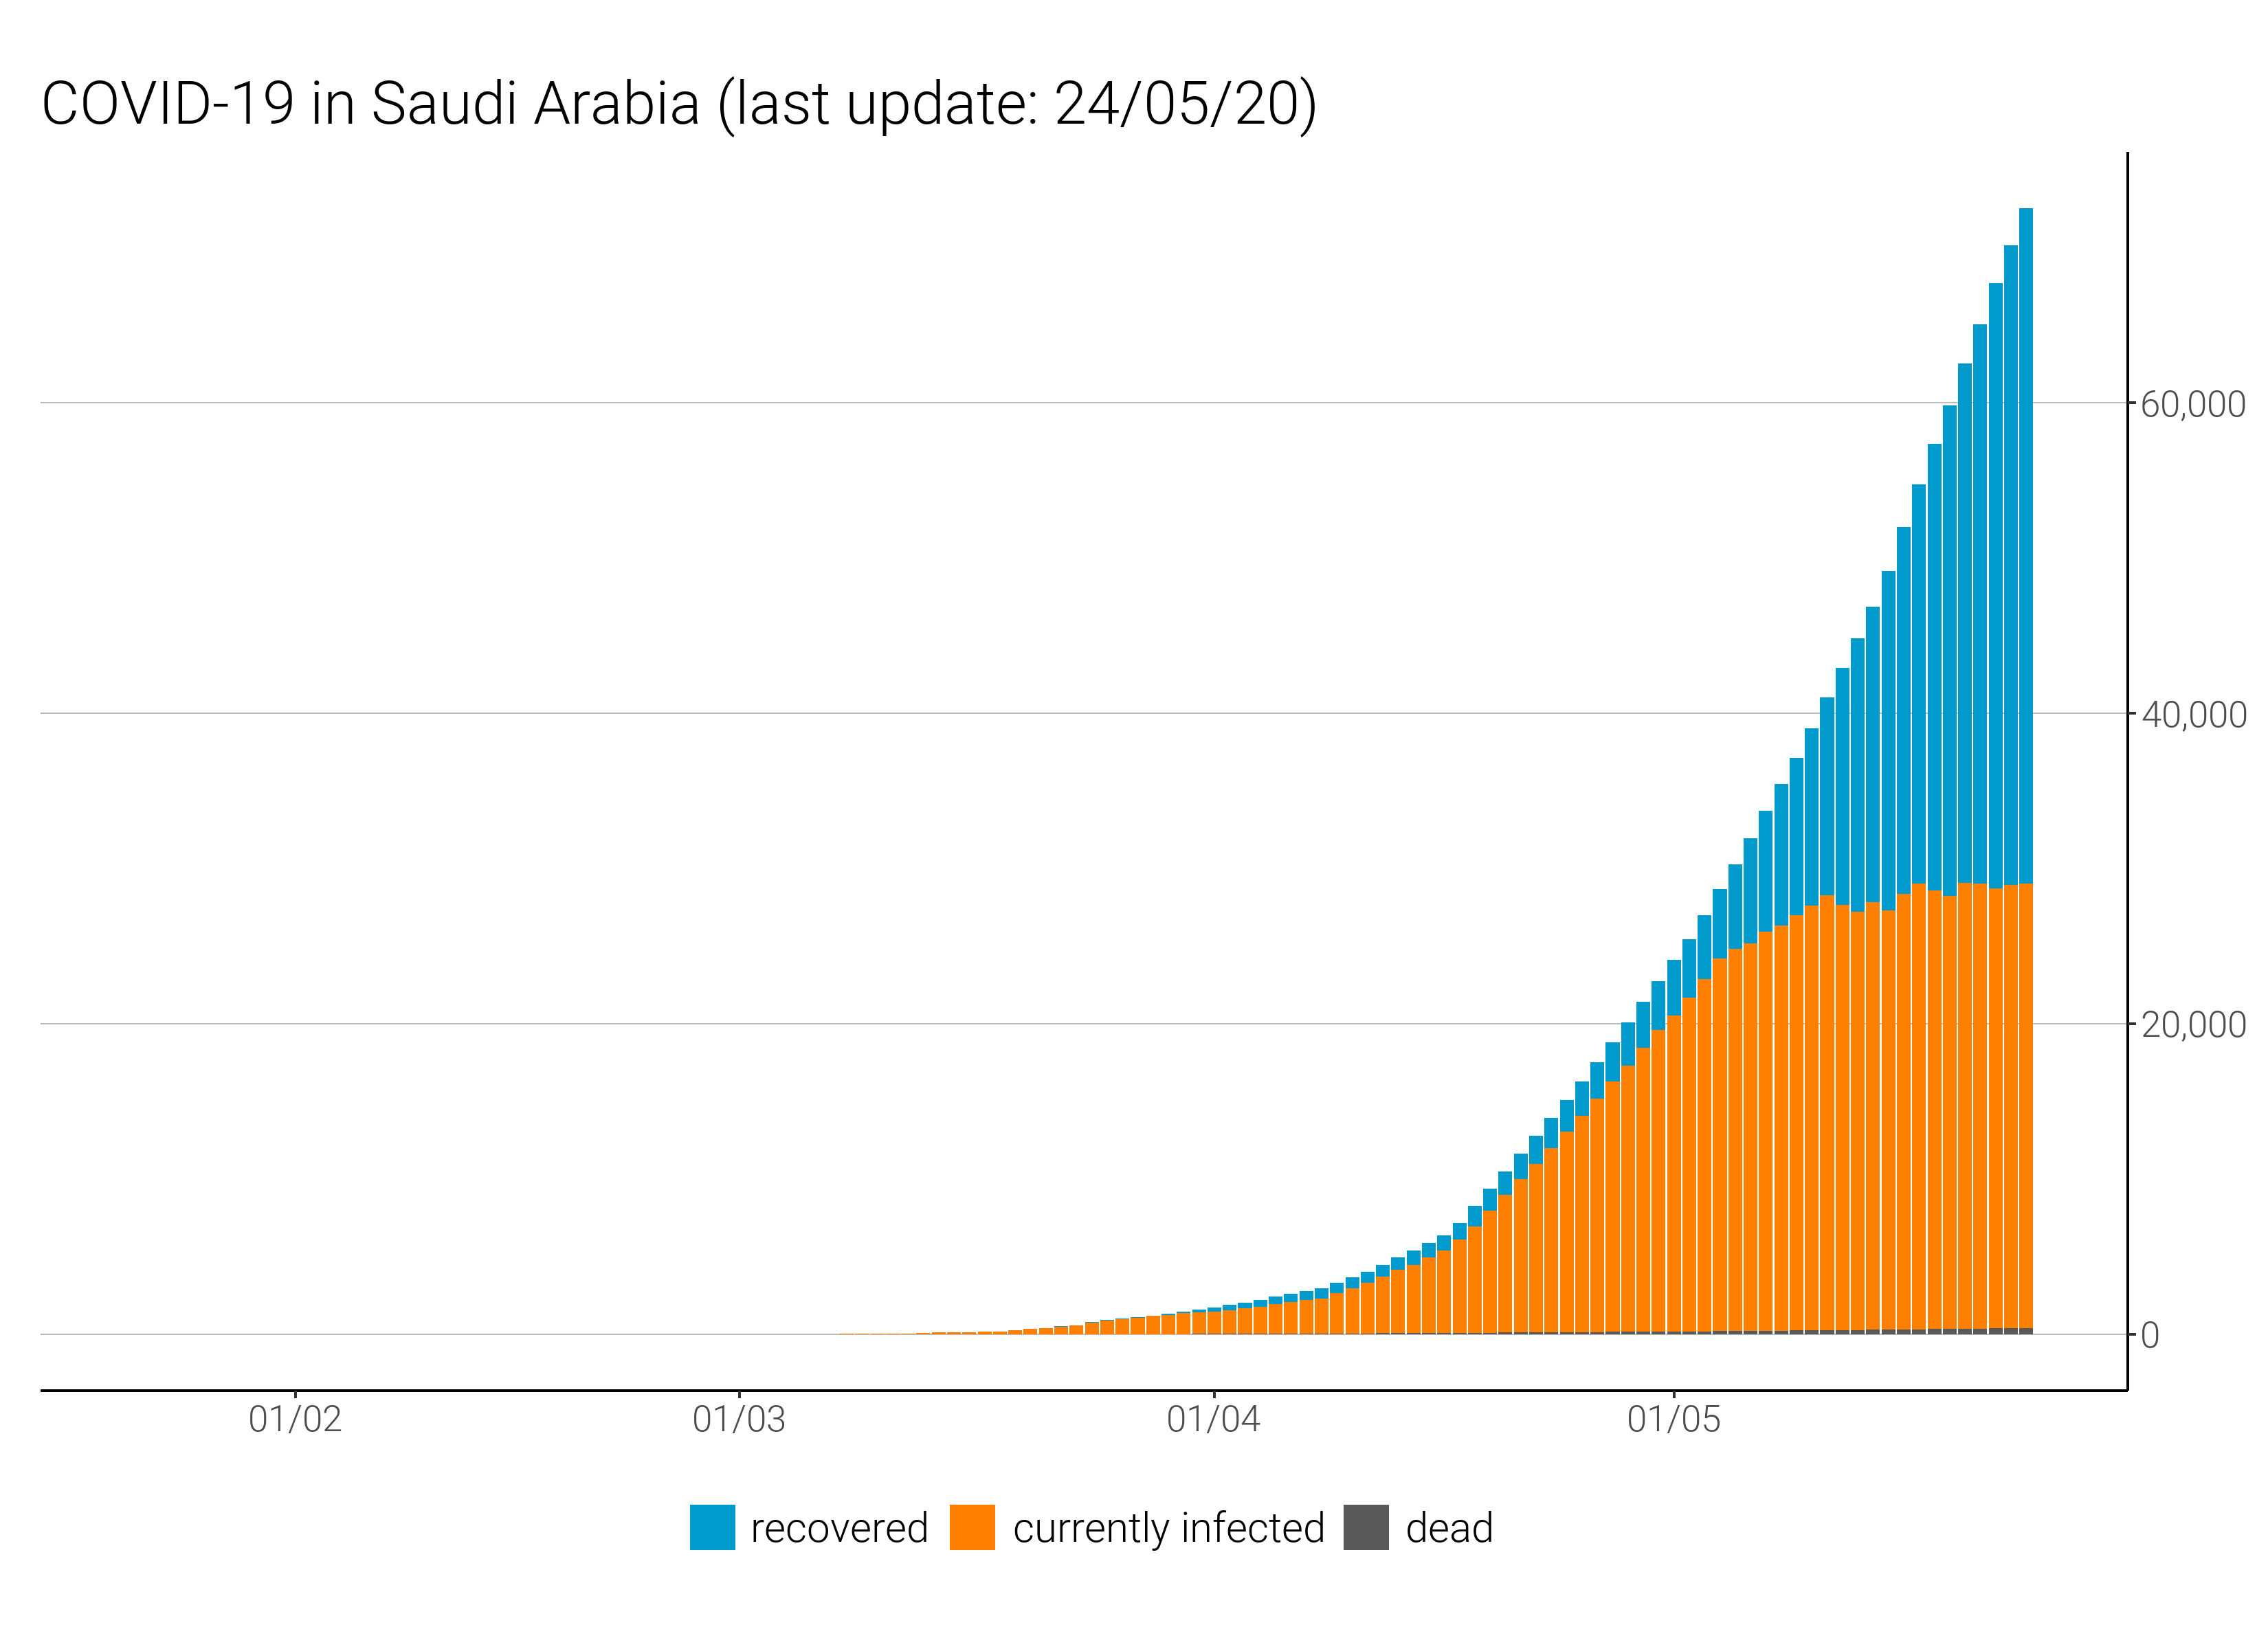 COVID-19 in Saudi Arabia (last update: 24/05/20)
60,000
40,000
20,000
0
01/02 01/03 01/04 01/05
recovered currently infected dead